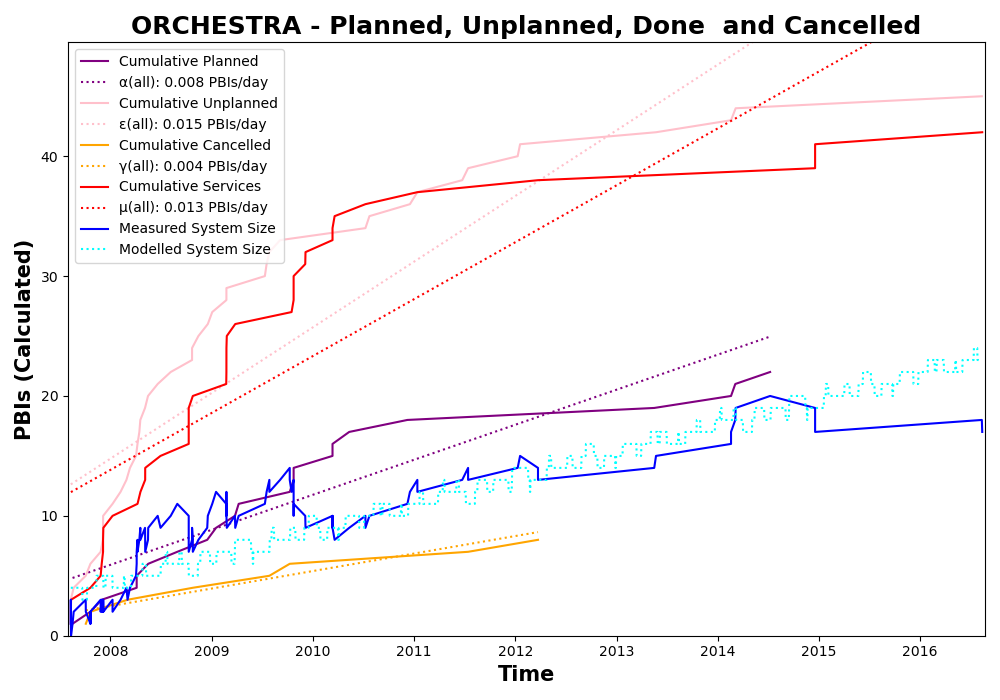 ORCHESTRA - Planned, Unplanned, Done  and Cancelled
Cumulative Planned
α(all): 0.008 PBIs/day
Cumulative Unplanned
ε(all): 0.015 PBIs/day
Cumulative Cancelled
γ(all): 0.004 PBIs/day
Cumulative Services
μ(all): 0.013 PBIs/day
Measured System Size
Modelled System Size
PBIs (Calculated)
40
30
20
10
0
2008 2009 2010 2011 2012 2013 2014 2015 2016
Time